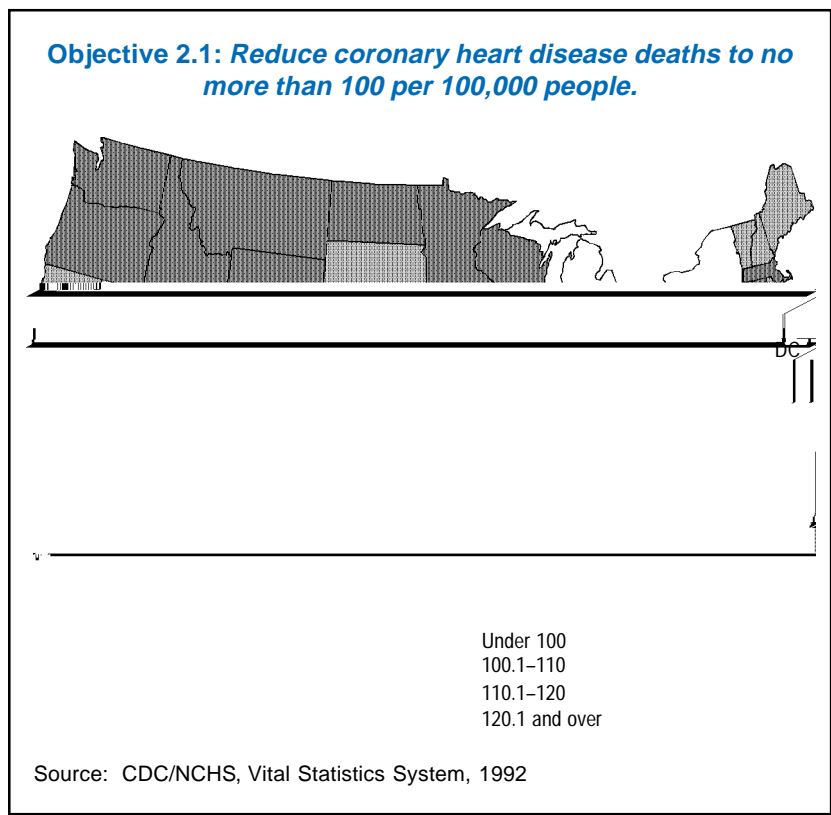 Objective 2.1: Reduce coronary heart disease deaths to no
more than 100 per 100,000 people.
DC
Under 100
100.1–110
110.1–120
120.1 and over
Source: CDC/NCHS, Vital Statistics System, 1992